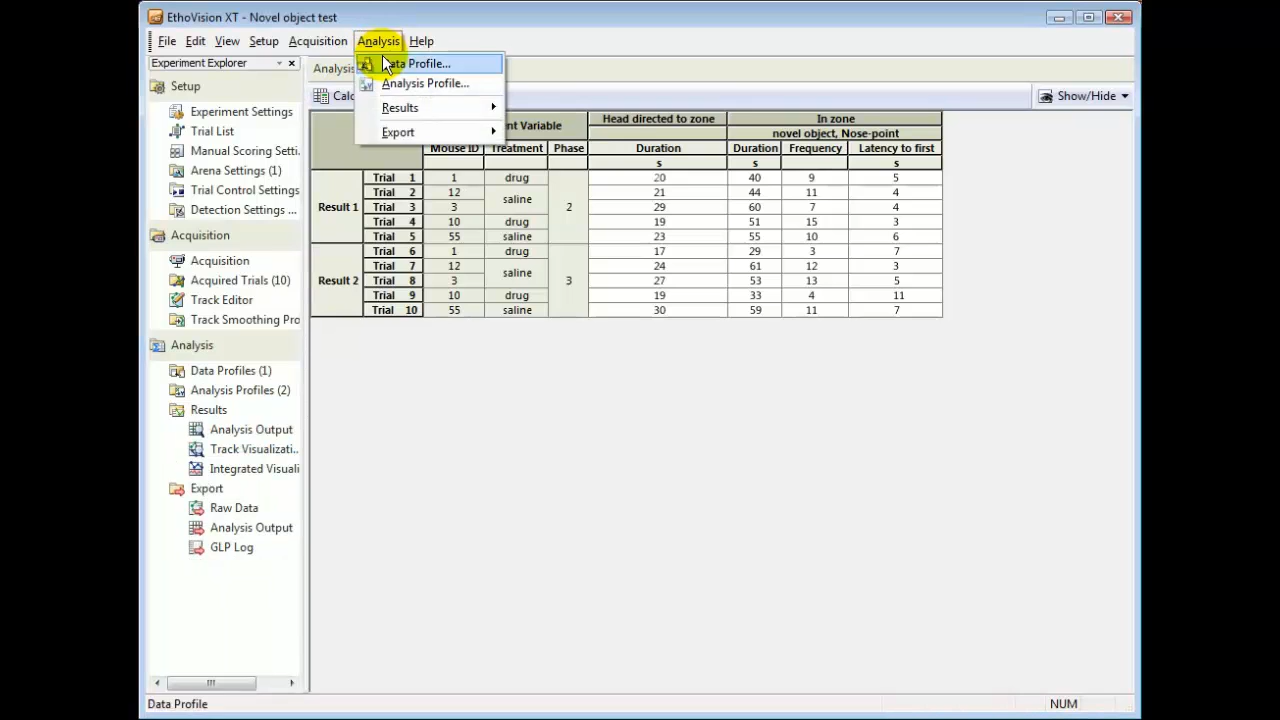 EthoVision XT - Novel object test
File Edit View Setup Acquisition Analysis Help
Experiment Explorer
Setup
Experiment Settings
Trial List
Manual Scoring Setti.
Arena Settings (1)
Trial Control Settings
Detection Settings ...
Acquisition
Acquisition
Acquired Trials (10)
Track Editor
Track Smoothing Pro
Analysis
Data Profiles (1)
Analysis Profiles (2)
Results
Analysis Output
Track Visualizati..
Integrated Visuali
Export
Raw Data
Analysis Output
GLP Log
Data Profile...
Analysis Profile...
Results
Export
Show/Hide
Head directed to zone In zone
Variable
novel object, Nose-point
Mouse ID Treatment Phase Duration Duration Frequency Latency to first
s s s
Result 1 Trial 1 1 drug 2 20 40 9 5
Trial 2 12 saline 21 44 11 4
Trial 3 3 29 60 7 4
Trial 4 10 drug 19 51 15 3
Trial 5 55 saline 23 55 10 6
Result 2 Trial 6 1 drug 3 17 29 3 7
Trial 7 12 saline 24 61 12 3
Trial 8 3 27 53 13 5
Trial 9 10 drug 19 33 4 11
Trial 10 55 saline 30 59 11 7
Data Profile
NUM